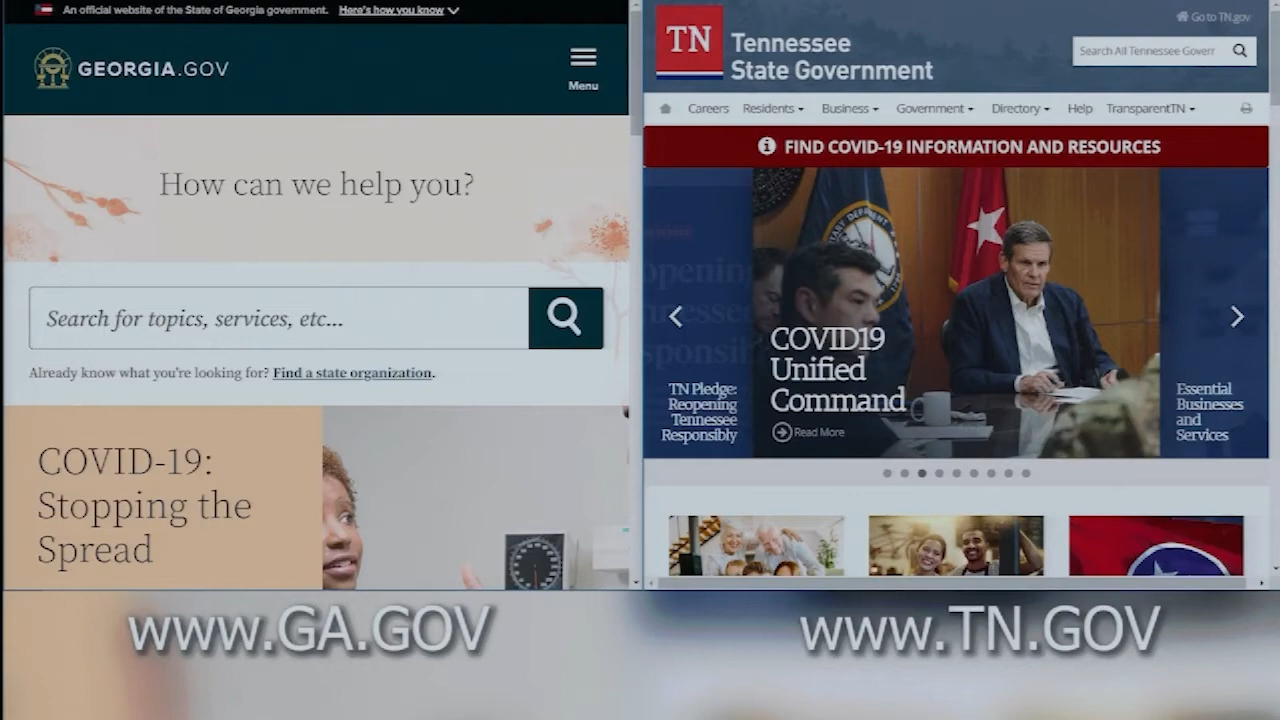 An official website of the State of Georgia government. Here's how you know
GEORGIA.GOV
Menu
How can we help you?
Search for topics, services, etc...
Already know what you're looking for? Find a state organization.
COVID-19:
Stopping the
Spread
www.GA.GOV
TN
Tennessee
State Government
Go to TN.gov
Search All Tennessee Goverr
Careers Residents Business Government Directory Help TransparentTN
FIND COVID-19 INFORMATION AND RESOURCES
TN Pledge:
Reopening
Tennessee
Responsibly
COVID19
Unified
Command
Read More
Essential
Businesses
and
Services
www.TN.GOV